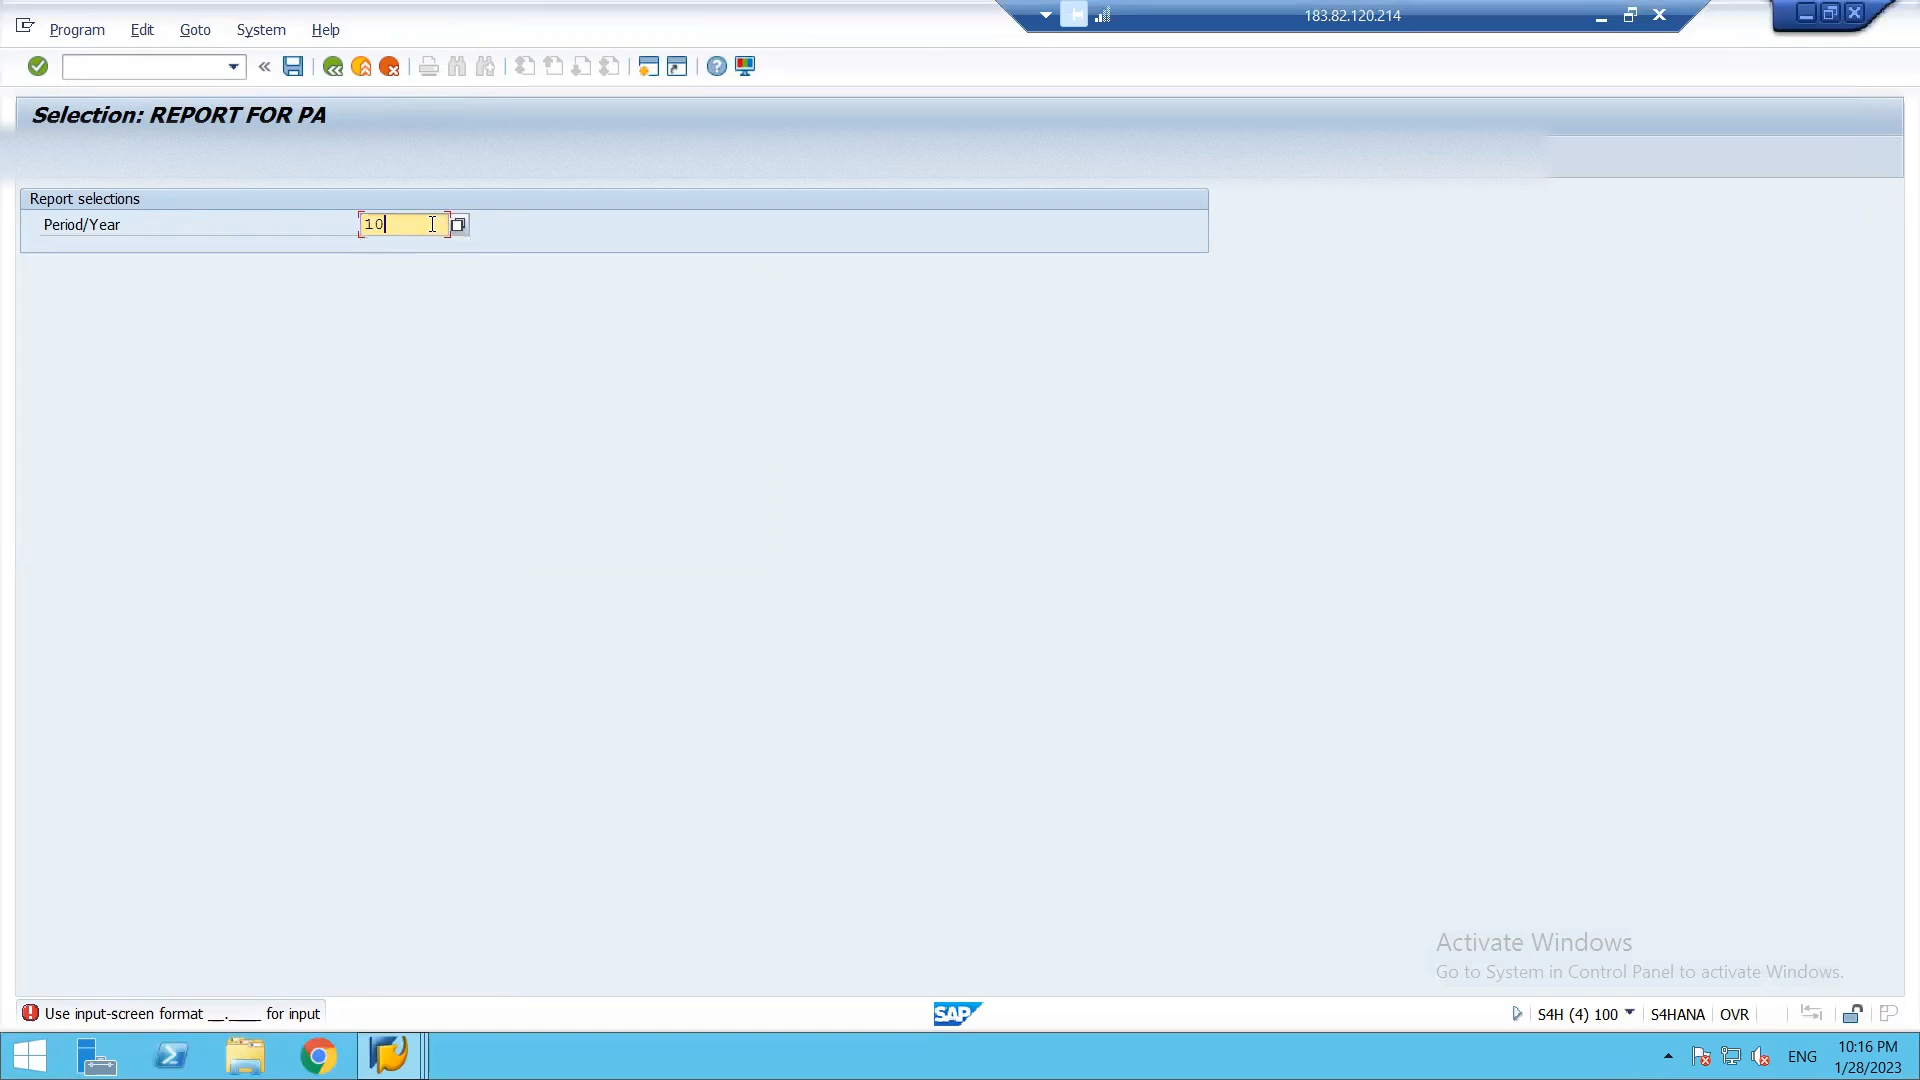 183.82.120.214
Program Edit Goto System Help
Selection: REPORT FOR PA
Report selections
Period/Year 10
Activate Windows
Go to System in Control Panel to activate Windows.
Use input-screen format __.____ for input
SAP
S4H (4) 100 S4HANA OVR
ENG
10:16 PM
1/28/2023